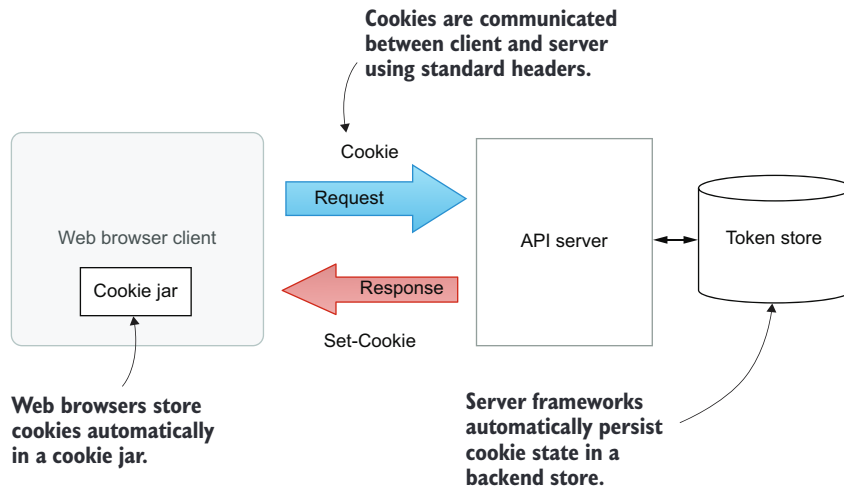 Cookies are communicated
between client and server
using standard headers.
Cookie
Request
Web browser client
API server
Token store
Cookie jar
Response
Set-Cookie
Web browsers store
cookies automatically
in a cookie jar.
Server frameworks
automatically persist
cookie state in a
backend store.